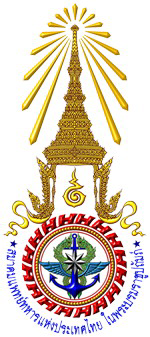 สมาคมแพทย์ทหารแห่งประเทศไทย ในพระบรมราชูปถัมภ์